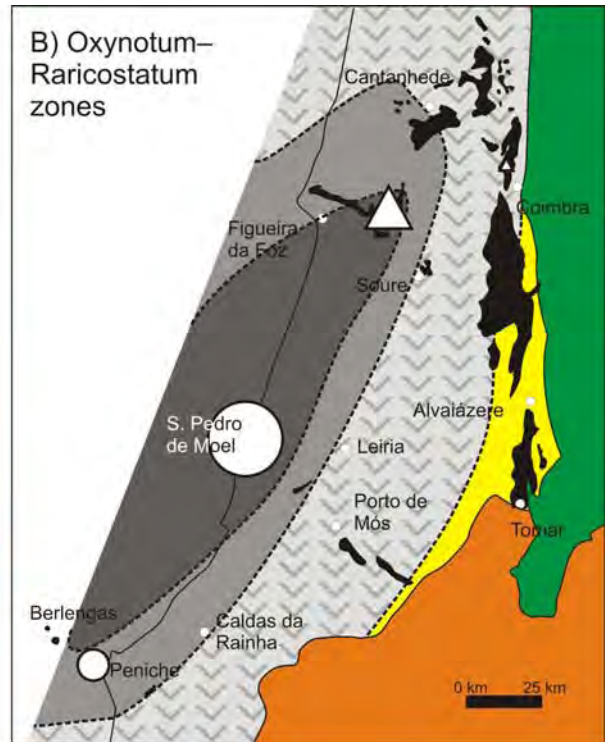 B) Oxynotum–
Raricostatum
zones
Cantanhede
Coimbra
Figueira
da Foz
Soure
Alvaiázere
S. Pedro
de Moel
Leiria
Porto de
Mós
Tomar
Berlengas
Caldas da
Rainha
Peniche
0 km 25 km